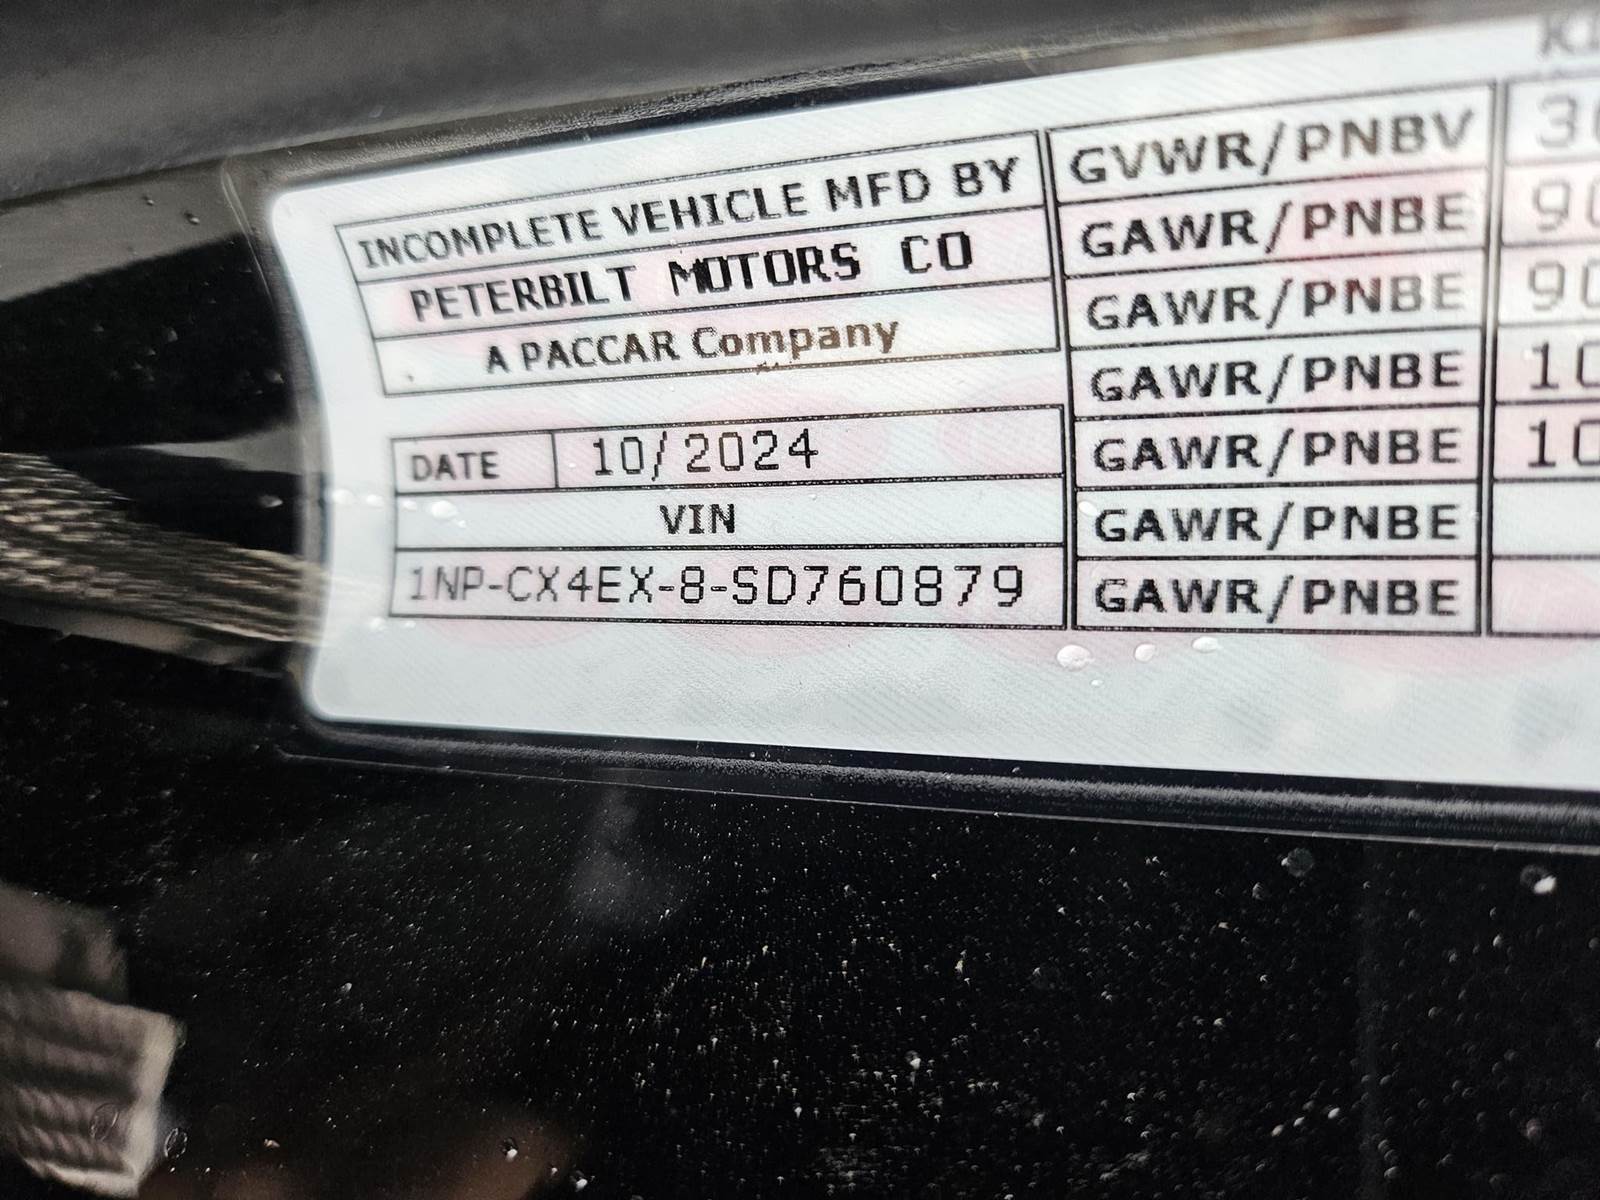 INCOMPLETE VEHICLE MFD BY
PETERBILT MOTORS CO
A PACCAR Company
DATE 10/2024
VIN
1NP-CX4EX-8-SD760879
GVWR/PNBV
GAWR/PNBE
GAWR/PNBE
GAWR/PNBE
GAWR/PNBE
GAWR/PNBE
GAWR/PNBE